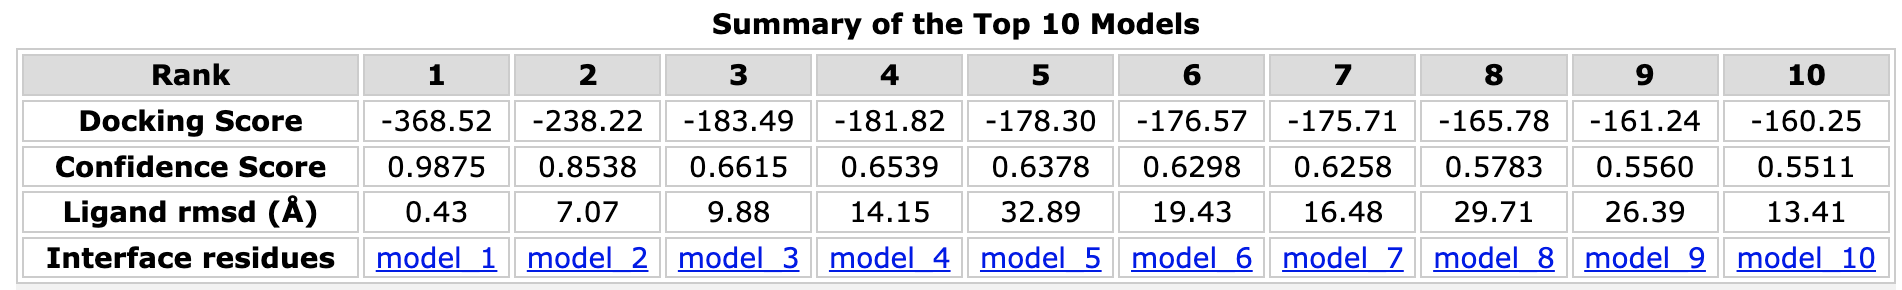 Summary of the Top 10 Models
Rank 1 2 3 4 5 6 7 8 9 10
Docking Score -368.52 -238.22 -183.49 -181.82 -178.30 -176.57 -175.71 -165.78 -161.24 -160.25
Confidence Score 0.9875 0.8538 0.6615 0.6539 0.6378 0.6298 0.6258 0.5783 0.5560 0.5511
Ligand rmsd (Å) 0.43 7.07 9.88 14.15 32.89 19.43 16.48 29.71 26.39 13.41
Interface residues model_1 model_2 model_3 model_4 model_5 model_6 model_7 model_8 model_9 model_10